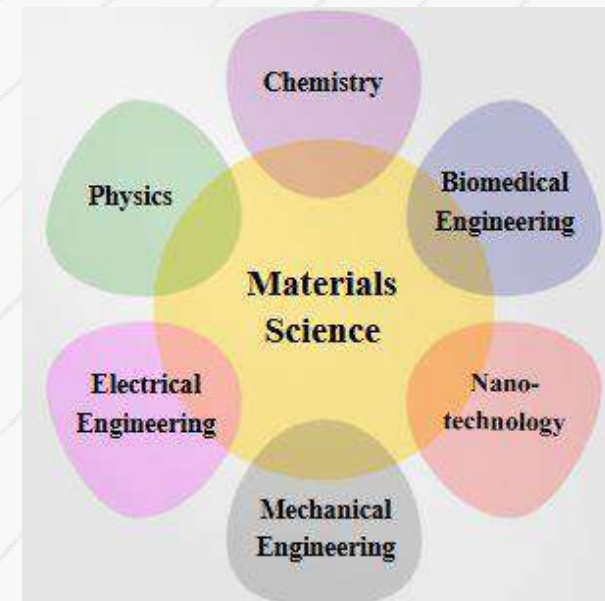 Chemistry
Physics
Biomedical
Engineering
Materials
Science
Electrical
Engineering
Nano-
technology
Mechanical
Engineering